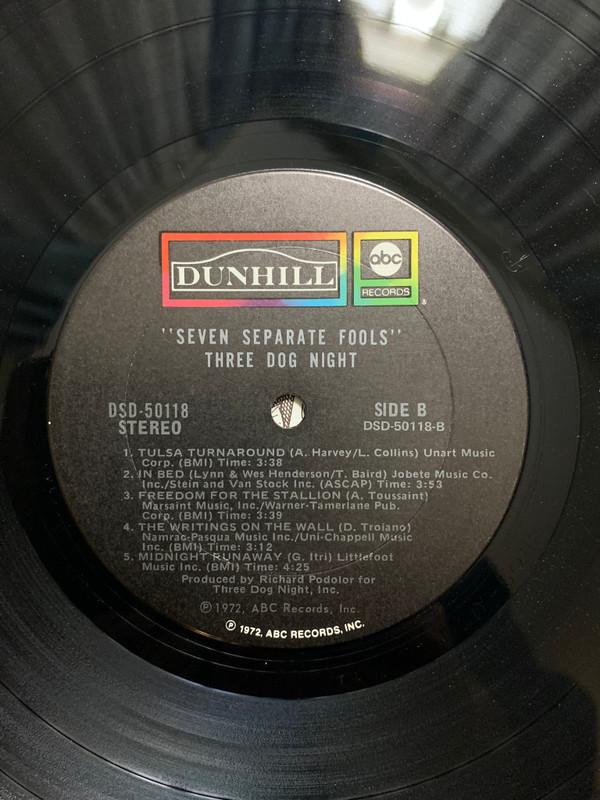 DUNHILL
abc
RECORDS
®
"SEVEN SEPARATE FOOLS"
THREE DOG NIGHT
DSD-50118
STEREO
SIDE B
DSD-50118-B
1. TULSA TURNAROUND (A. Harvey/L. Collins) Unart Music
Corp. (BMI) Time: 3:38
2. IN BED (Lynn & Wes Henderson/T. Baird) Jobete Music Co.
Inc./Stein and Van Stock Inc. (ASCAP) Time: 3:53
3. FREEDOM FOR THE STALLION (A. Toussaint)
Marsaint Music, Inc./Warner-Tamerlane Pub.
Corp. (BMI) Time: 3:39
4. THE WRITINGS ON THE WALL (D. Troiano)
Namrac-Pasqua Music Inc./Uni-Chappell Music
Inc. (BMI) Time: 3:12
5. MIDNIGHT RUNAWAY (G. Itri) Littlefoot
Music Inc. (BMI) Time: 4:25
Produced by Richard Podolor for
Three Dog Night, Inc.
℗ 1972, ABC Records, Inc.
℗ 1972, ABC RECORDS, INC.